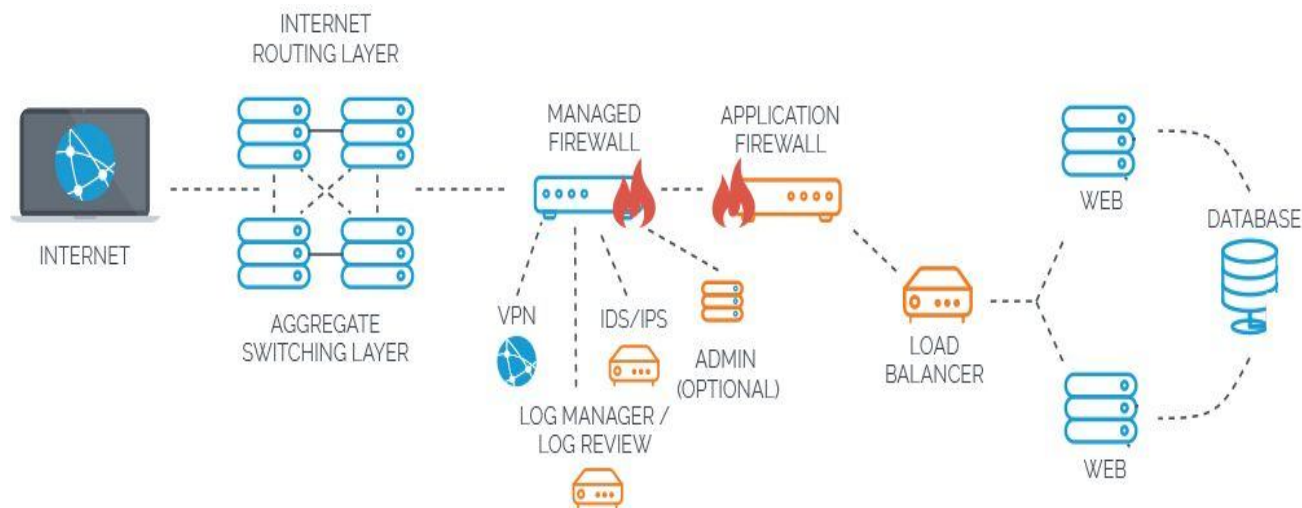 INTERNET
ROUTING LAYER
INTERNET
AGGREGATE
SWITCHING LAYER
MANAGED
FIREWALL
APPLICATION
FIREWALL
VPN
IDS/IPS
ADMIN
(OPTIONAL)
LOG MANAGER /
LOG REVIEW
LOAD
BALANCER
WEB
WEB
DATABASE